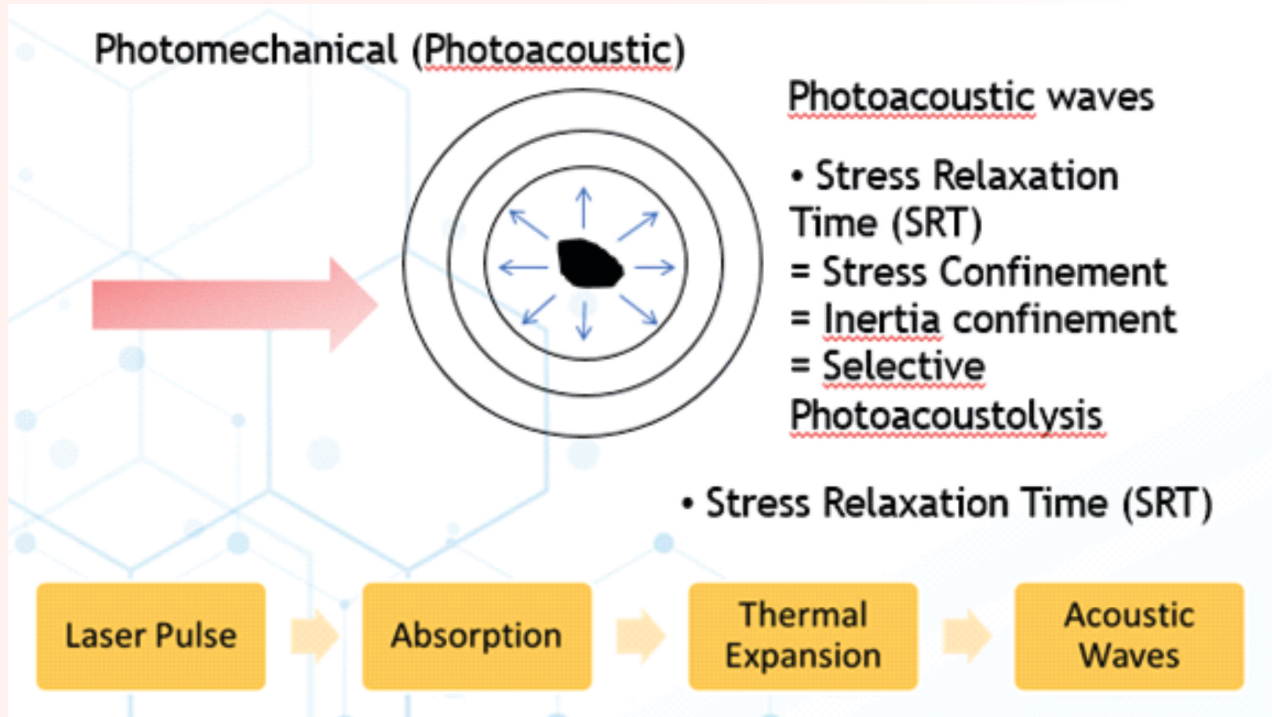 Photomechanical (Photoacoustic)
Photoacoustic waves
• Stress Relaxation
Time (SRT)
= Stress Confinement
= Inertia confinement
= Selective
Photoacoustolysis
• Stress Relaxation Time (SRT)
Laser Pulse
Absorption
Thermal
Expansion
Acoustic
Waves